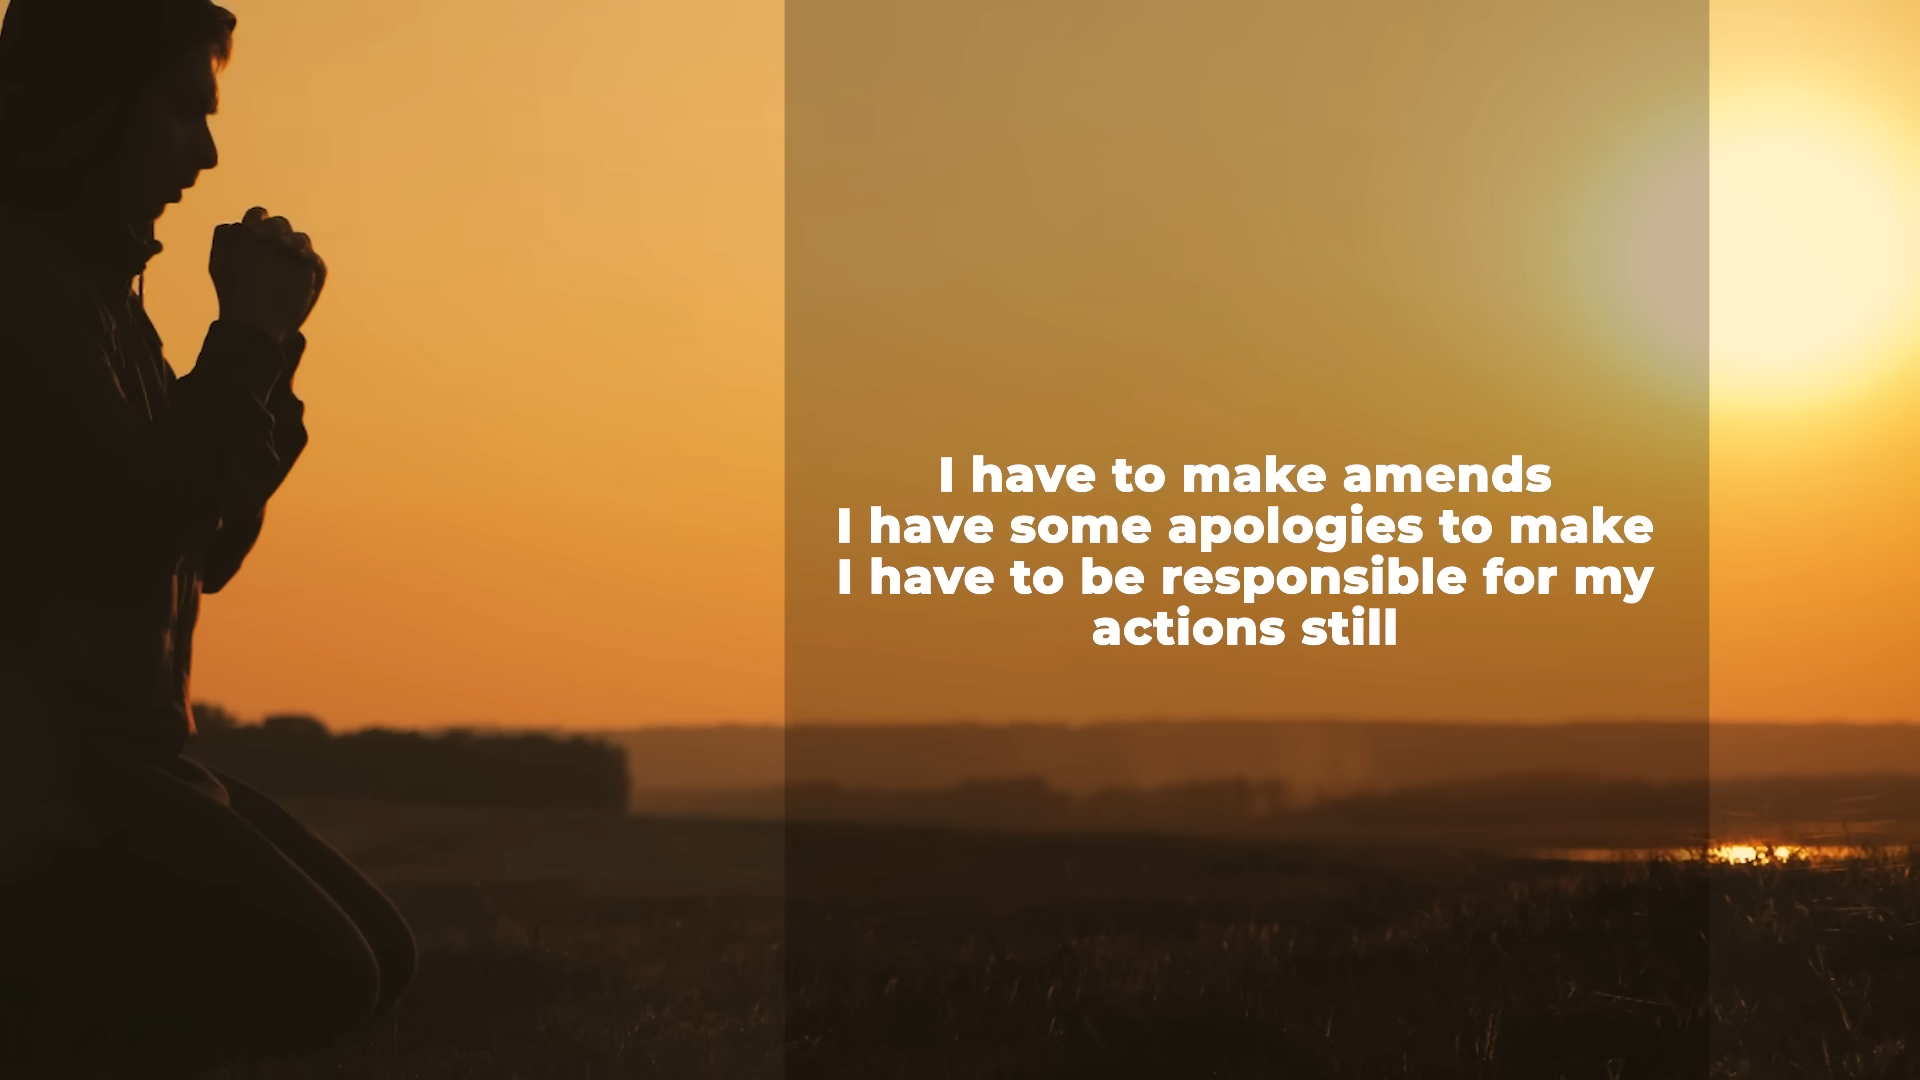 I have to make amends
I have some apologies to make
I have to be responsible for my
actions still